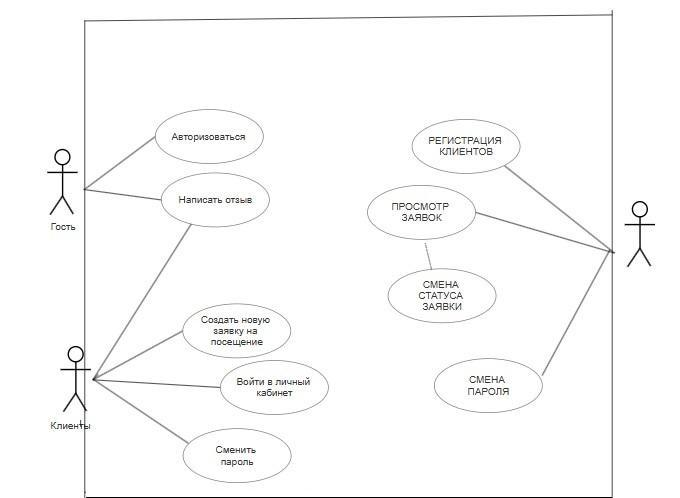 Авторизоваться
Написать отзыв
Гость
Создать новую
заявку на
посещение
Войти в личный
кабинет
Клиенты
Сменить
пароль
РЕГИСТРАЦИЯ
КЛИЕНТОВ
ПРОСМОТР
ЗАЯВОК
СМЕНА
СТАТУСА
ЗАЯВКИ
СМЕНА
ПАРОЛЯ